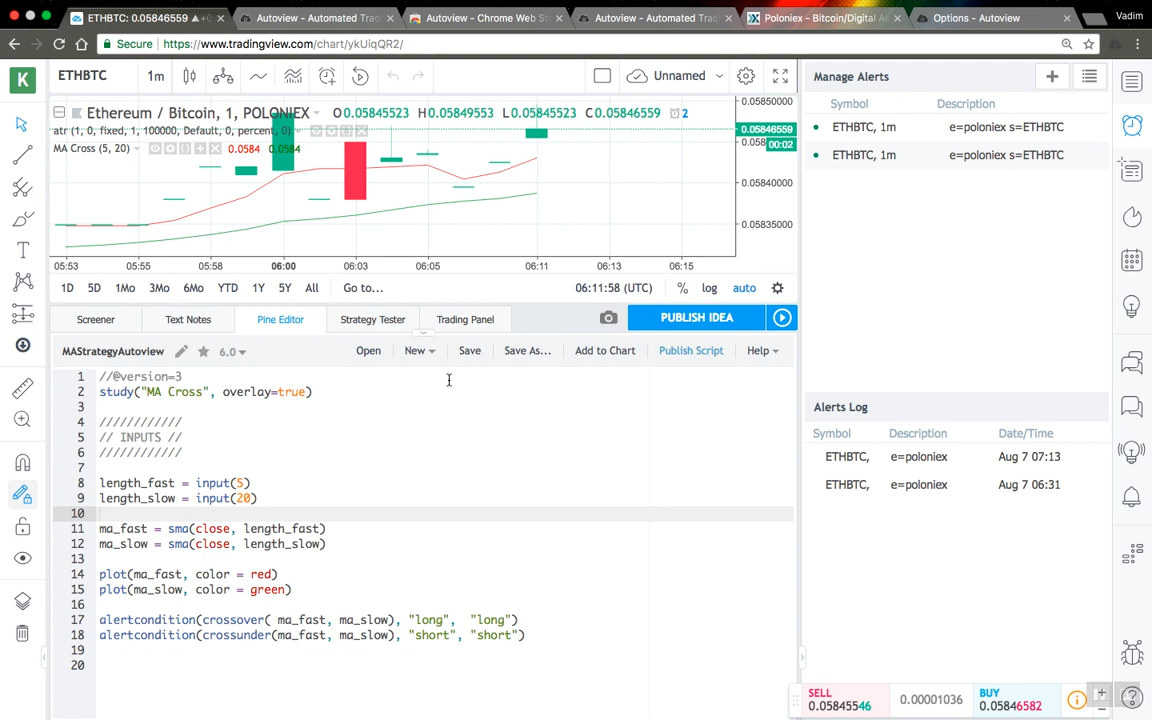 ETHBTC: 0.05846559 ▲+0
Autoview - Automated Tradi
Autoview - Chrome Web St
Autoview - Automated Tradi
Poloniex - Bitcoin/Digital As
Options - Autoview
Vadim
Secure
https://www.tradingview.com/chart/ykUiqQR2/
K
ETHBTC
1m
Unnamed
Ethereum / Bitcoin, 1, POLONIEX
O0.05845523 H0.05849553 L0.05845523 C0.05846559
2
atr (1, 0, fixed, 1, 100000, Default, 0, percent, 0)
MA Cross (5, 20)
0.0584 0.0584
0.05850000
0.05846559
00:02
0.05840000
0.05835000
05:53 05:55 05:58 06:00 06:03 06:05 06:11 06:13 06:15
1D 5D 1Mo 3Mo 6Mo YTD 1Y 5Y All Go to...
06:11:58 (UTC) % log auto
Screener Text Notes Pine Editor Strategy Tester Trading Panel
PUBLISH IDEA
MAStrategyAutoview 6.0
Open New Save Save As... Add to Chart Publish Script Help
1 //@version=3
2 study("MA Cross", overlay=true)
3
4 ////////////
5 // INPUTS //
6 ////////////
7
8 length_fast = input(5)
9 length_slow = input(20)
10
11 ma_fast = sma(close, length_fast)
12 ma_slow = sma(close, length_slow)
13
14 plot(ma_fast, color = red)
15 plot(ma_slow, color = green)
16
17 alertcondition(crossover( ma_fast, ma_slow), "long", "long")
18 alertcondition(crossunder(ma_fast, ma_slow), "short", "short")
19
20
Manage Alerts
Symbol Description
ETHBTC, 1m e=poloniex s=ETHBTC
ETHBTC, 1m e=poloniex s=ETHBTC
Alerts Log
Symbol Description Date/Time
ETHBTC, e=poloniex Aug 7 07:13
ETHBTC, e=poloniex Aug 7 06:31
SELL
0.05845546
0.00001036
BUY
0.05846582